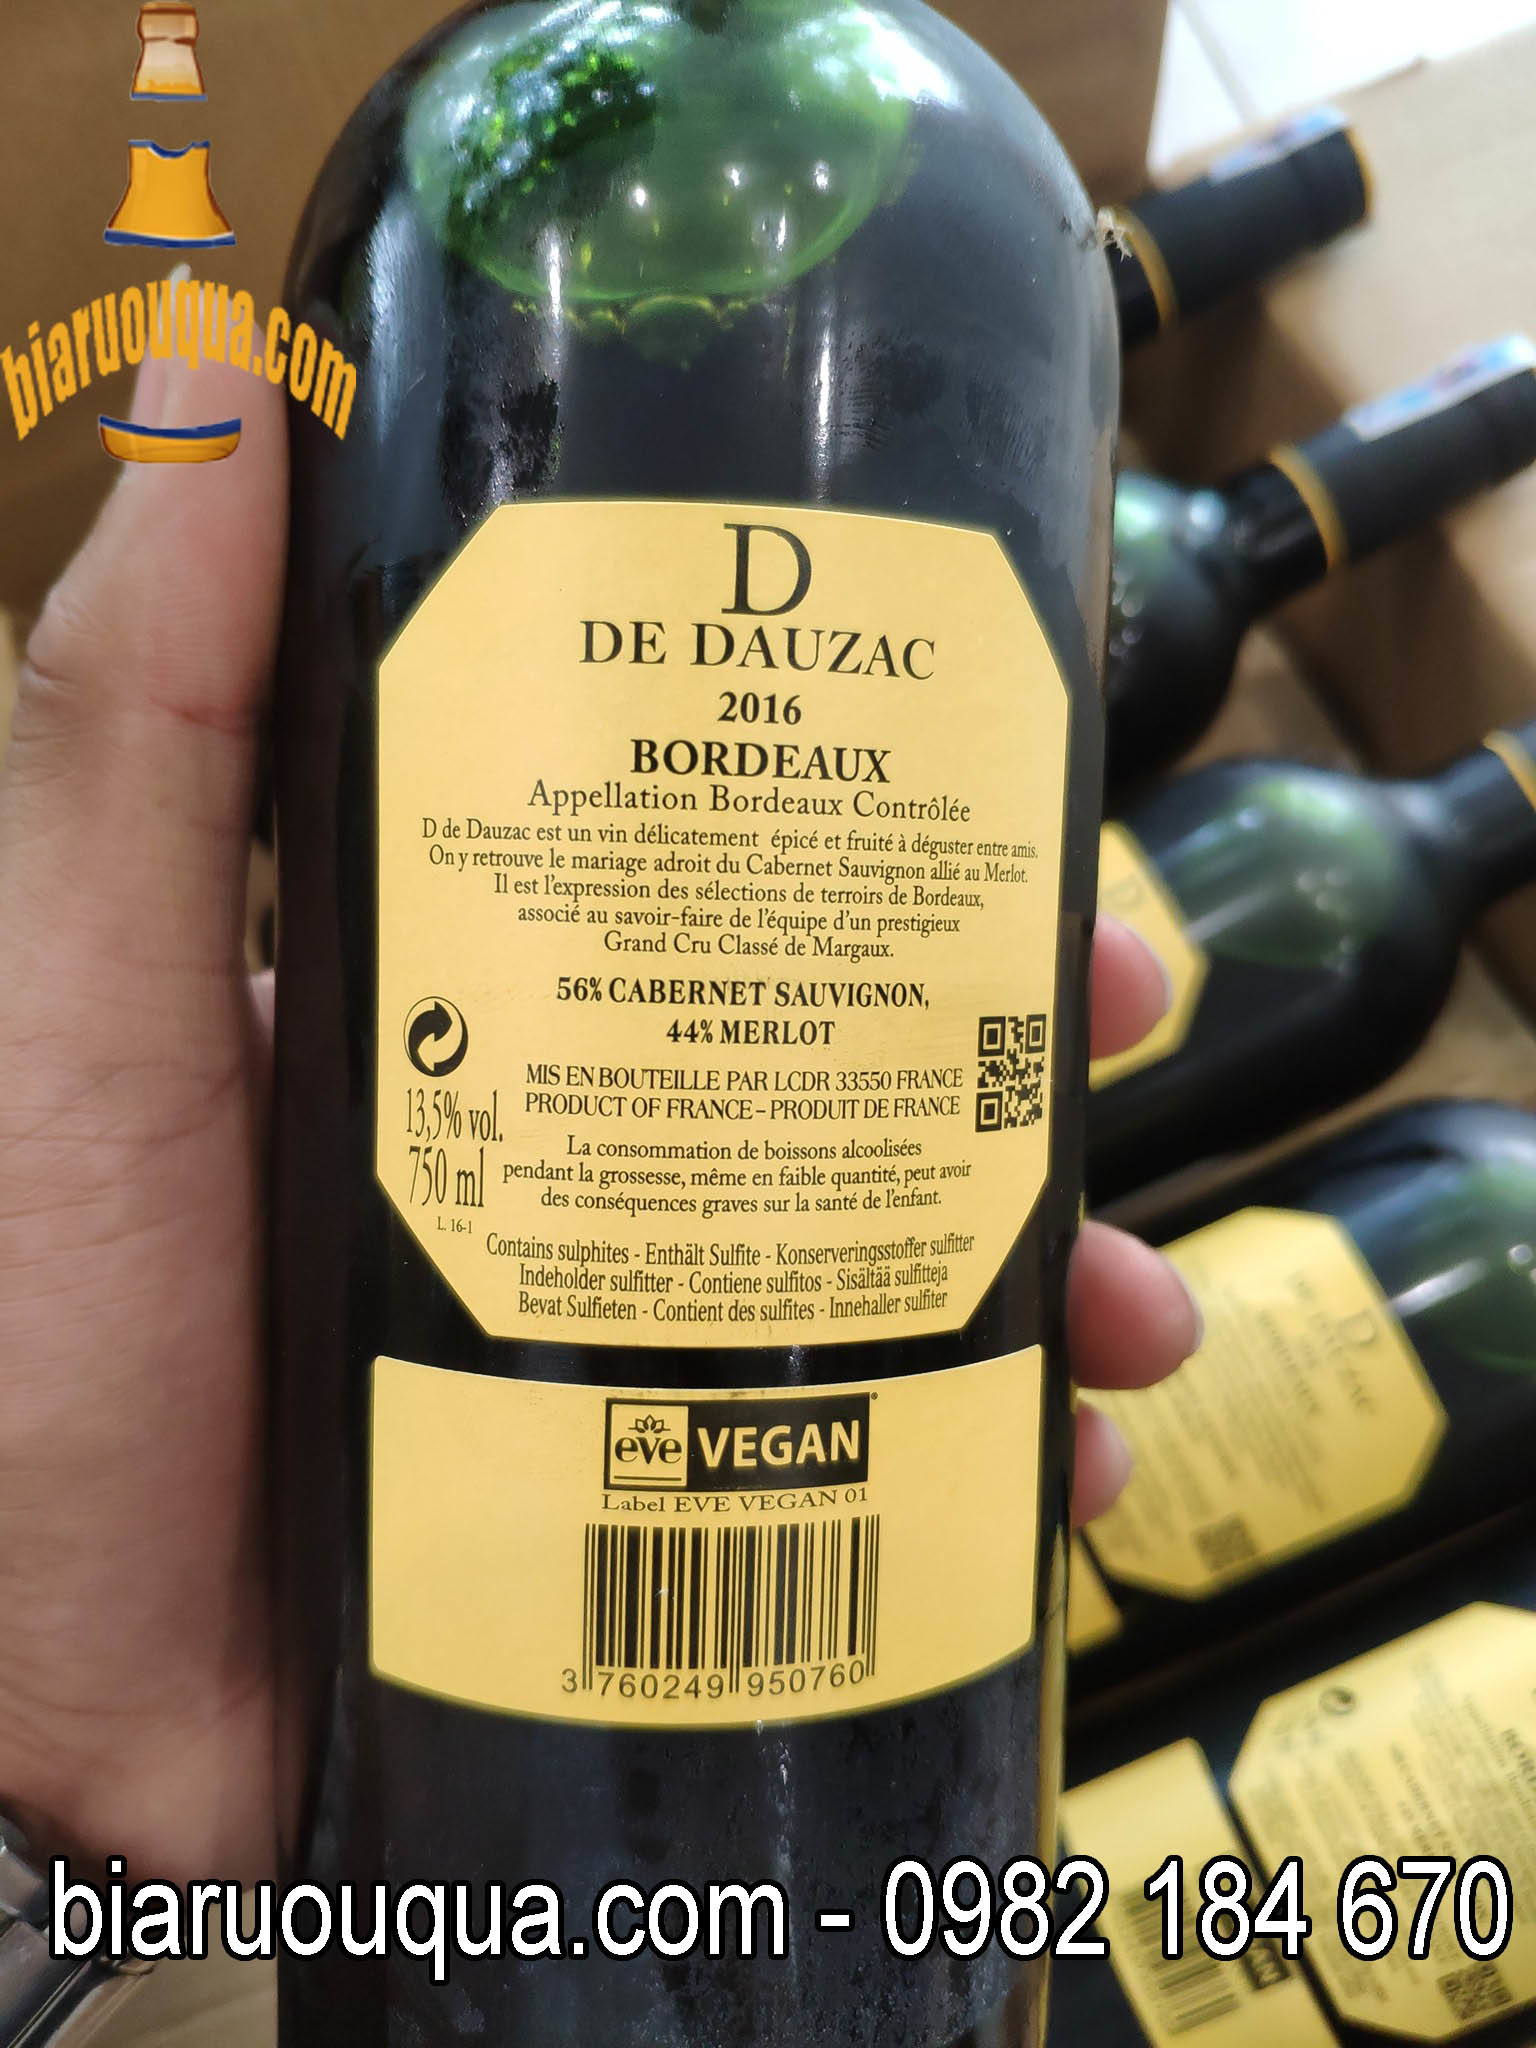 biaruouqua.com
D
DE DAUZAC
2016
BORDEAUX
Appellation Bordeaux Contrôlée
D de Dauzac est un vin délicatement épicé et fruité à déguster entre amis.
On y retrouve le mariage adroit du Cabernet Sauvignon allié au Merlot.
Il est l'expression des sélections de terroirs de Bordeaux,
associé au savoir-faire de l'équipe d'un prestigieux
Grand Cru Classé de Margaux.
56% CABERNET SAUVIGNON,
44% MERLOT
MIS EN BOUTEILLE PAR LCDR 33550 FRANCE
PRODUCT OF FRANCE - PRODUIT DE FRANCE
13,5% vol.
750 ml
L. 16-1
La consommation de boissons alcoolisées
pendant la grossesse, même en faible quantité, peut avoir
des conséquences graves sur la santé de l'enfant.
Contains sulphites - Enthält Sulfite - Konserveringsstoffer sulfitter
Indeholder sulfitter - Contiene sulfitos - Sisältää sulfitteja
Bevat Sulfieten - Contient des sulfites - Innehaller sulfiter
eve VEGAN®
Label EVE VEGAN 01
3 760249 950760
D
D
DE DAUZAC
BORDEAUX
biaruouqua.com - 0982 184 670